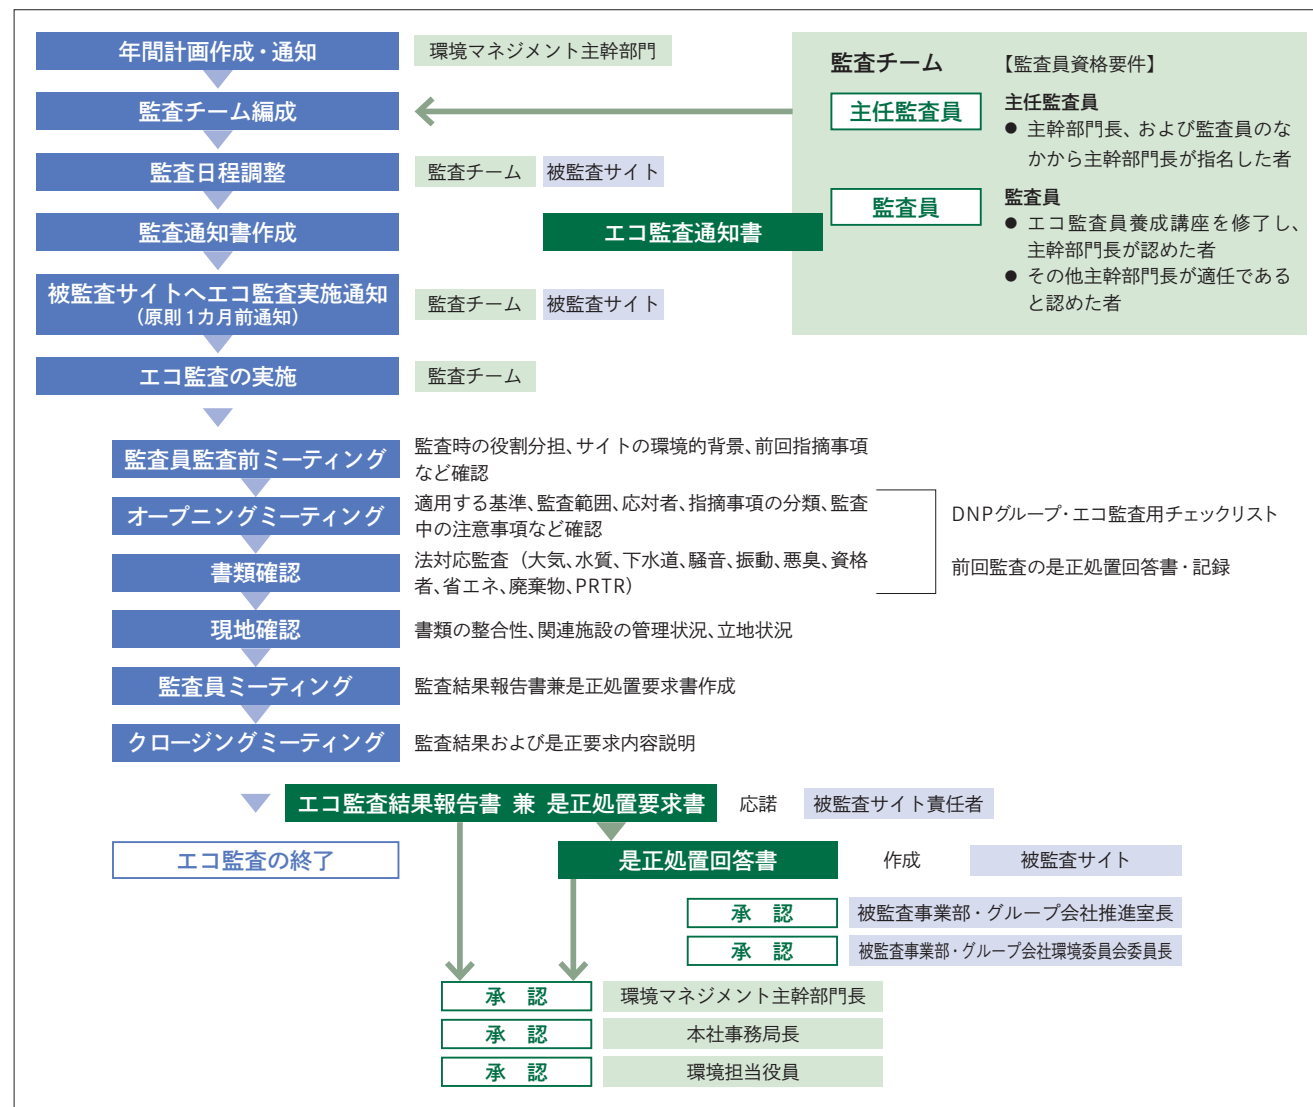 年間計画作成・通知
環境マネジメント主幹部門
監査チーム編成
監査日程調整
監査チーム
被監査サイト
監査通知書作成
エコ監査通知書
被監査サイトへエコ監査実施通知
(原則1カ月前通知)
監査チーム
被監査サイト
エコ監査の実施
監査チーム
監査チーム
【監査員資格要件】
主任監査員
主任監査員
● 主幹部門長、および監査員のな
かから主幹部門長が指名した者
監査員
監査員
● エコ監査員養成講座を修了し、
主幹部門長が認めた者
● その他主幹部門長が適任である
と認めた者
監査員監査前ミーティング
監査時の役割分担、サイトの環境的背景、前回指摘事項
など確認
オープニングミーティング
適用する基準、監査範囲、応対者、指摘事項の分類、監査
中の注意事項など確認
書類確認
法対応監査（大気、水質、下水道、騒音、振動、悪臭、資格
者、省エネ、廃棄物、PRTR）
DNPグループ・エコ監査用チェックリスト
前回監査の是正処置回答書・記録
現地確認
書類の整合性、関連施設の管理状況、立地状況
監査員ミーティング
監査結果報告書兼是正処置要求書作成
クロージングミーティング
監査結果および是正要求内容説明
エコ監査結果報告書 兼 是正処置要求書
応諾
被監査サイト責任者
エコ監査の終了
是正処置回答書
作成
被監査サイト
承 認
被監査事業部・グループ会社推進室長
承 認
被監査事業部・グループ会社環境委員会委員長
承 認
環境マネジメント主幹部門長
承 認
本社事務局長
承 認
環境担当役員